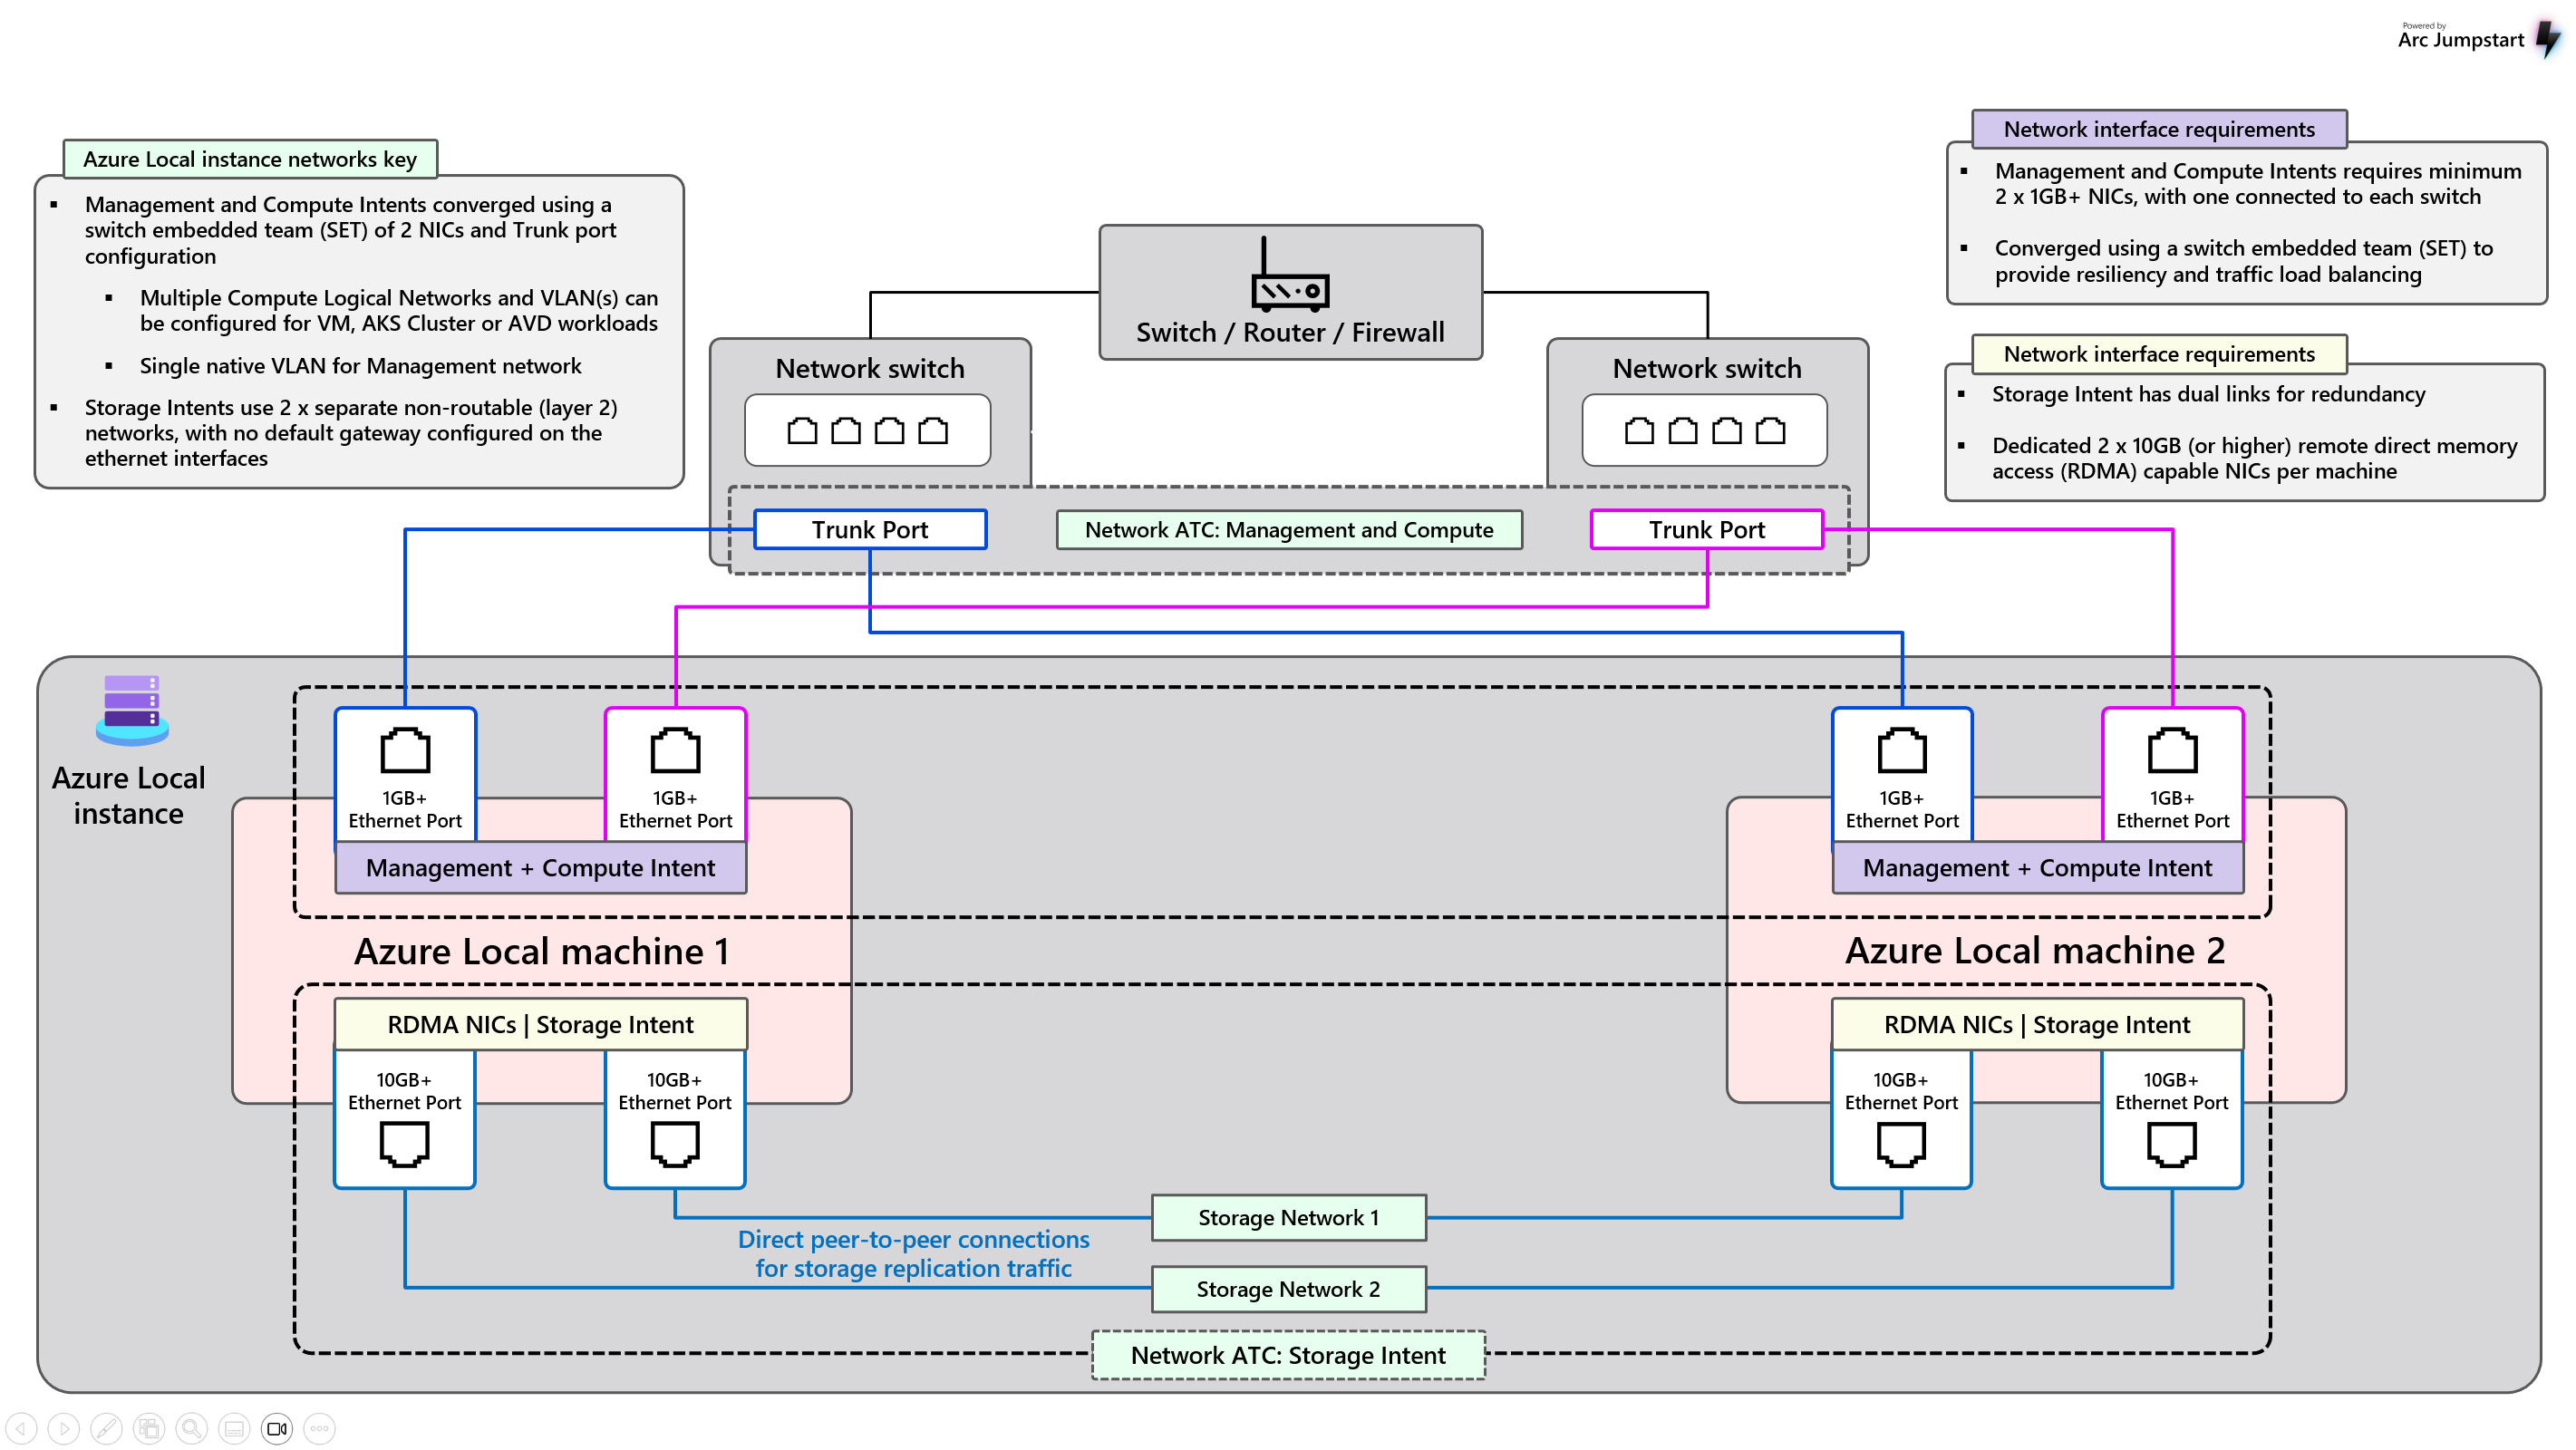 Powered by
Arc Jumpstart
Azure Local instance networks key
▪ Management and Compute Intents converged using a
switch embedded team (SET) of 2 NICs and Trunk port
configuration
▪ Multiple Compute Logical Networks and VLAN(s) can
be configured for VM, AKS Cluster or AVD workloads
▪ Single native VLAN for Management network
▪ Storage Intents use 2 x separate non-routable (layer 2)
networks, with no default gateway configured on the
ethernet interfaces
Network interface requirements
▪ Management and Compute Intents requires minimum
2 x 1GB+ NICs, with one connected to each switch
▪ Converged using a switch embedded team (SET) to
provide resiliency and traffic load balancing
Network interface requirements
▪ Storage Intent has dual links for redundancy
▪ Dedicated 2 x 10GB (or higher) remote direct memory
access (RDMA) capable NICs per machine
Switch / Router / Firewall
Network switch
Network switch
Trunk Port
Network ATC: Management and Compute
Trunk Port
Azure Local
instance
1GB+
Ethernet Port
1GB+
Ethernet Port
Management + Compute Intent
1GB+
Ethernet Port
1GB+
Ethernet Port
Management + Compute Intent
Azure Local machine 1
Azure Local machine 2
RDMA NICs | Storage Intent
10GB+
Ethernet Port
10GB+
Ethernet Port
RDMA NICs | Storage Intent
10GB+
Ethernet Port
10GB+
Ethernet Port
Storage Network 1
Direct peer-to-peer connections
for storage replication traffic
Storage Network 2
Network ATC: Storage Intent